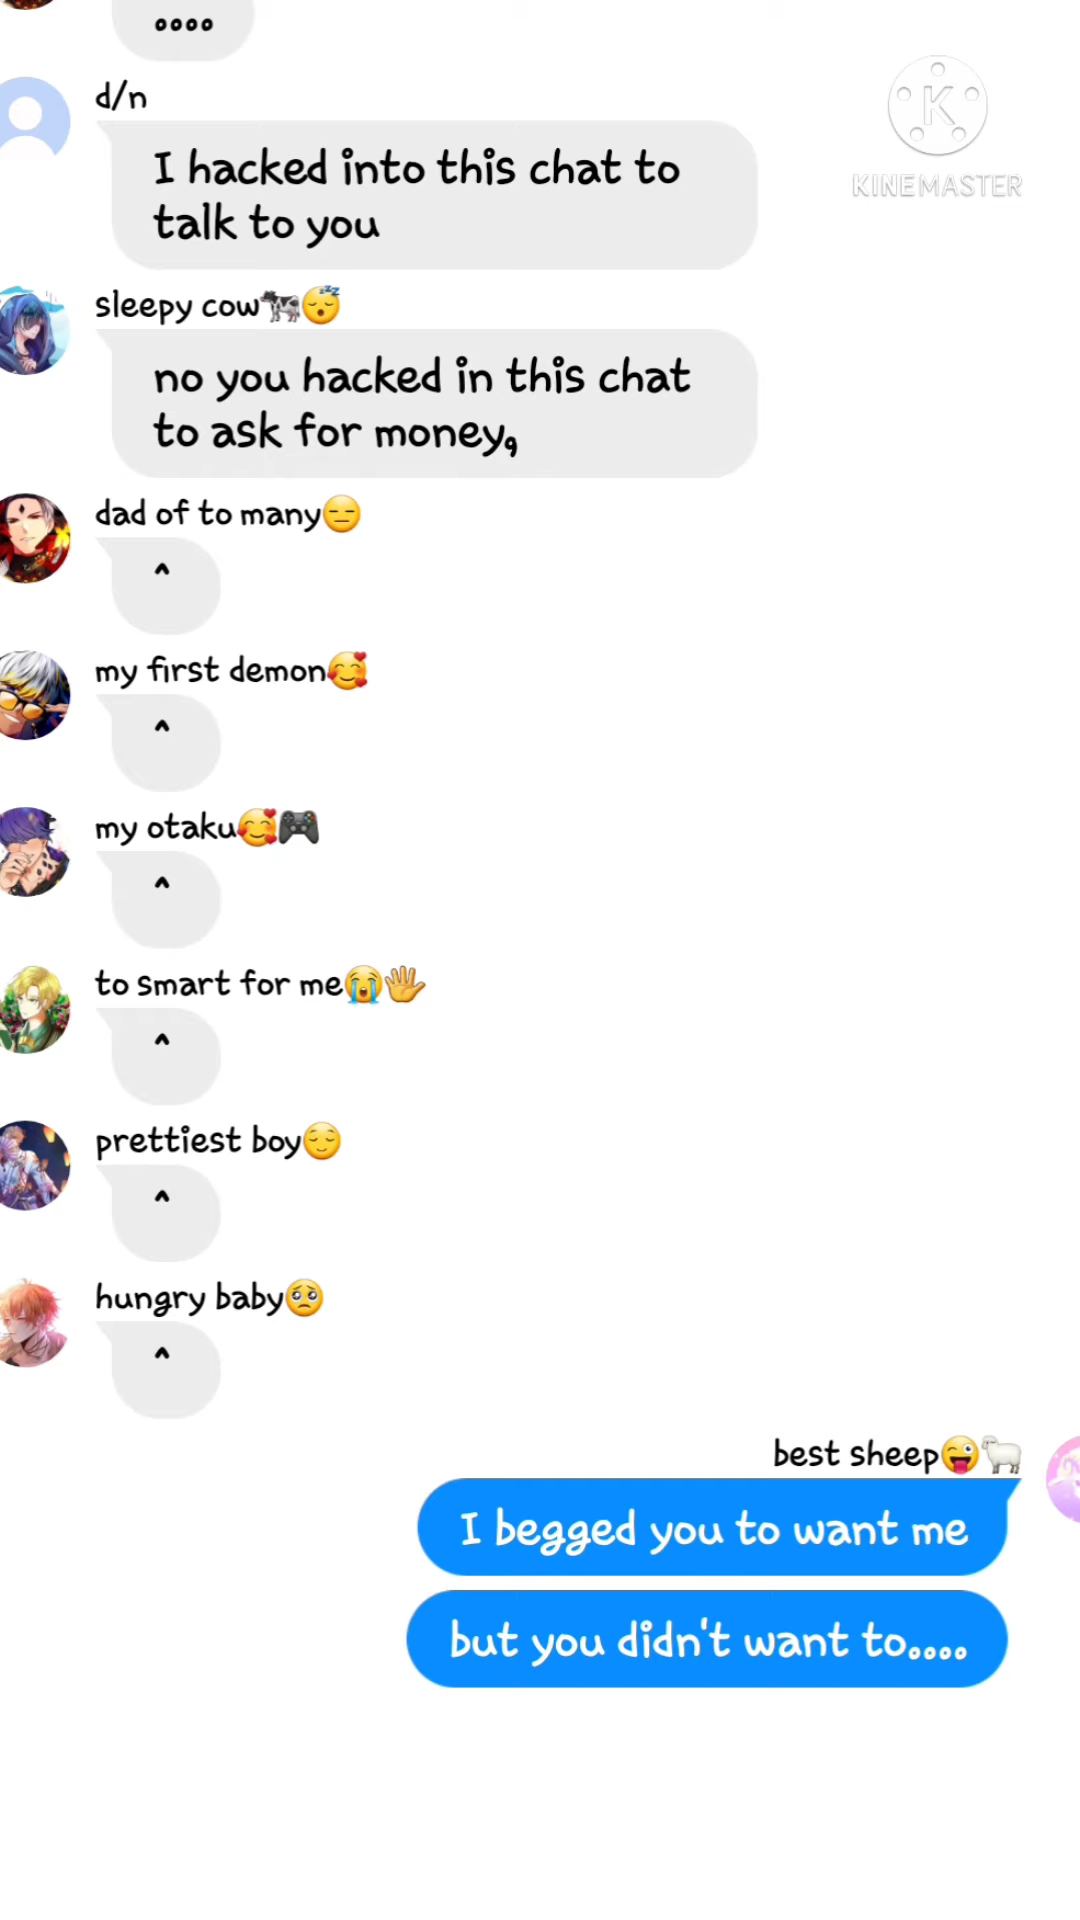 ....
d/n
I hacked into this chat to
talk to you
K
KINEMASTER
sleepy cow🐄😴
no you hacked in this chat
to ask for money,
dad of to many😑
^
my first demon🥰
^
my otaku🥰🎮
^
to smart for me😭👋
^
prettiest boy😌
^
hungry baby🥺
^
best sheep😜🐑
I begged you to want me
but you didn't want to....